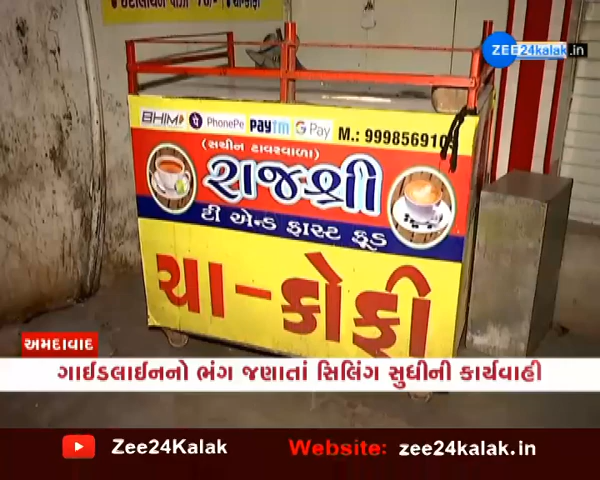 ZEE24kalak.in
BHIM PhonePe Paytm G Pay M.: 999856910
(સચીન ટાવરવાળા)
રાજશ્રી
ટી એન્ડ ફાસ્ટ ફૂડ
ચા-કોફી
અમદાવાદ
ગાઈડલાઈનનો ભંગ જણાતાં સિલિંગ સુધીની કાર્યવાહી
Zee24Kalak Website: zee24kalak.in